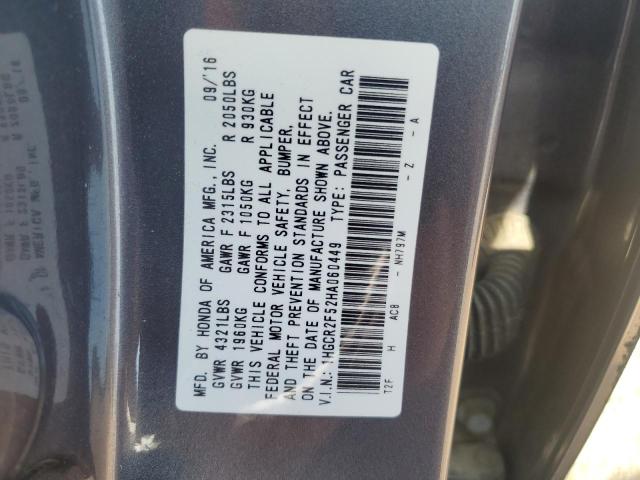 MFD. BY HONDA OF AMERICA MFG., INC. 09/'16
GVWR 4321LBS GAWR F 2315LBS R 2050LBS
GVWR 1960KG GAWR F 1050KG R 930KG
THIS VEHICLE CONFORMS TO ALL APPLICABLE
FEDERAL MOTOR VEHICLE SAFETY, BUMPER,
AND THEFT PREVENTION STANDARDS IN EFFECT
ON THE DATE OF MANUFACTURE SHOWN ABOVE.
V.I.N.: 1HGCR2F52HA060449 TYPE: PASSENGER CAR
T2F H AC8 - NH797M - Z - A